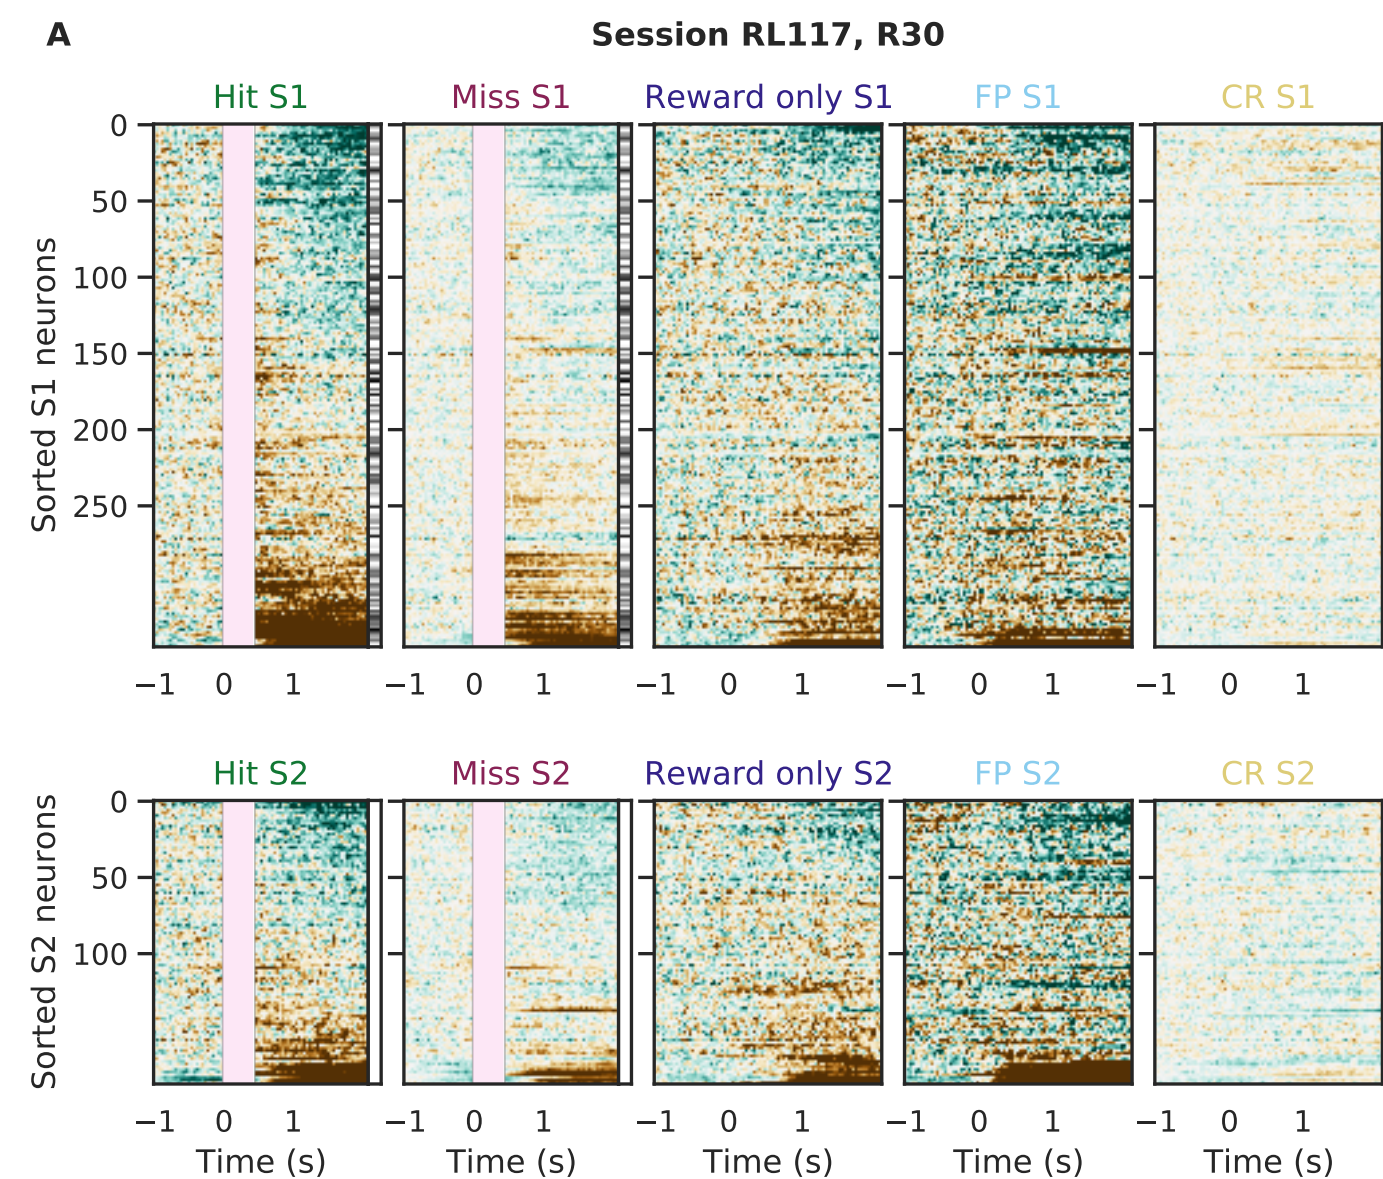 A
Session RL117, R30
Hit S1 Miss S1 Reward only S1 FP S1 CR S1
Sorted S1 neurons
0
50
100
150
200
250
−1 0 1 −1 0 1 −1 0 1 −1 0 1 −1 0 1
Hit S2 Miss S2 Reward only S2 FP S2 CR S2
Sorted S2 neurons
0
50
100
−1 0 1 −1 0 1 −1 0 1 −1 0 1 −1 0 1
Time (s) Time (s) Time (s) Time (s) Time (s)